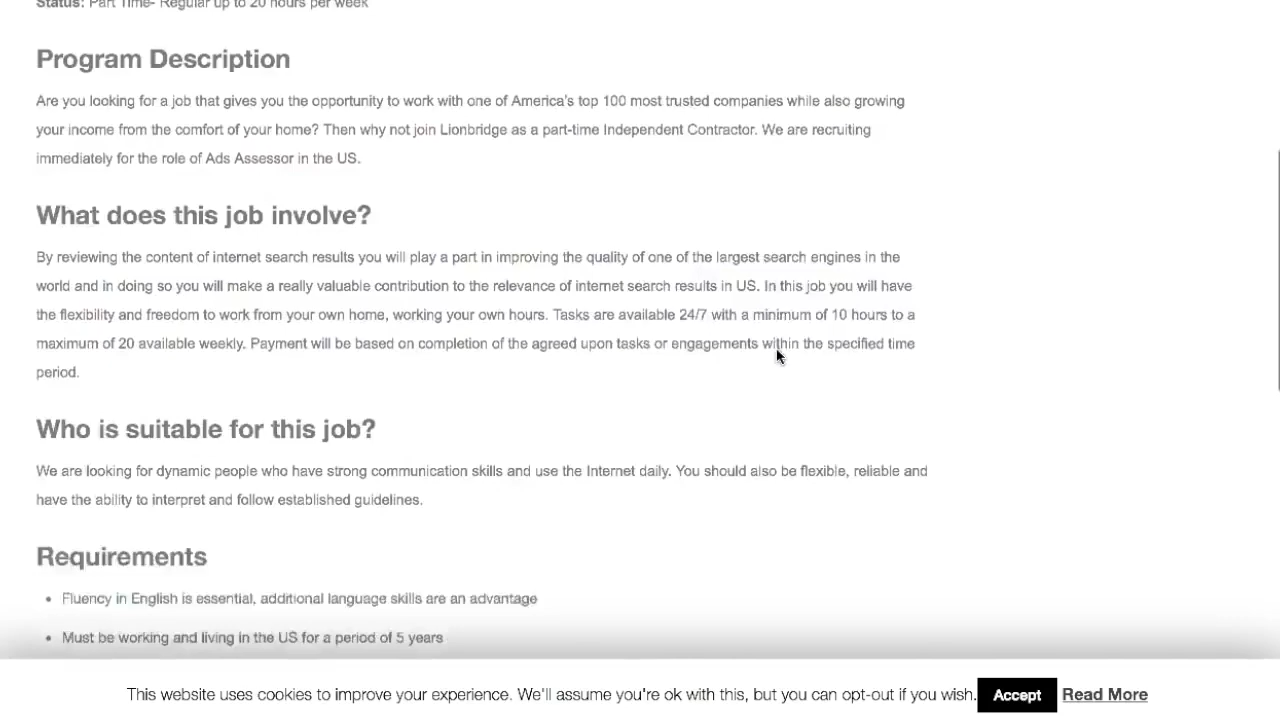 Status: Part Time- Regular up to 20 hours per week
Program Description
Are you looking for a job that gives you the opportunity to work with one of America's top 100 most trusted companies while also growing
your income from the comfort of your home? Then why not join Lionbridge as a part-time Independent Contractor. We are recruiting
immediately for the role of Ads Assessor in the US.
What does this job involve?
By reviewing the content of internet search results you will play a part in improving the quality of one of the largest search engines in the
world and in doing so you will make a really valuable contribution to the relevance of internet search results in US. In this job you will have
the flexibility and freedom to work from your own home, working your own hours. Tasks are available 24/7 with a minimum of 10 hours to a
maximum of 20 available weekly. Payment will be based on completion of the agreed upon tasks or engagements within the specified time
period.
Who is suitable for this job?
We are looking for dynamic people who have strong communication skills and use the Internet daily. You should also be flexible, reliable and
have the ability to interpret and follow established guidelines.
Requirements
• Fluency in English is essential, additional language skills are an advantage
• Must be working and living in the US for a period of 5 years
This website uses cookies to improve your experience. We'll assume you're ok with this, but you can opt-out if you wish. Accept Read More